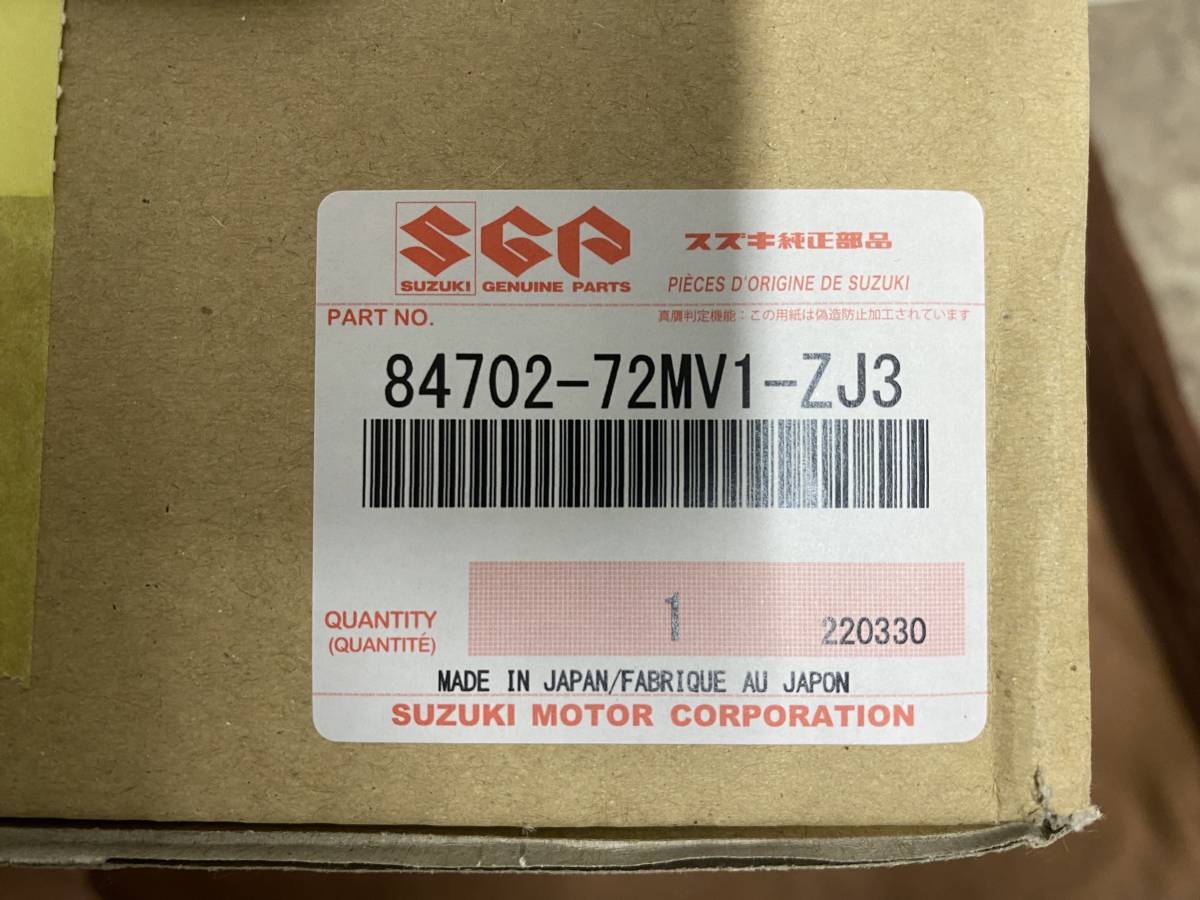 SGP
SUZUKI GENUINE PARTS
スズキ純正部品
PIÈCES D'ORIGINE DE SUZUKI
PART NO.
真贋判定機能:この用紙は偽造防止加工されています
84702-72MV1-ZJ3
QUANTITY
(QUANTITÉ)
1
220330
MADE IN JAPAN/FABRIQUE AU JAPON
SUZUKI MOTOR CORPORATION